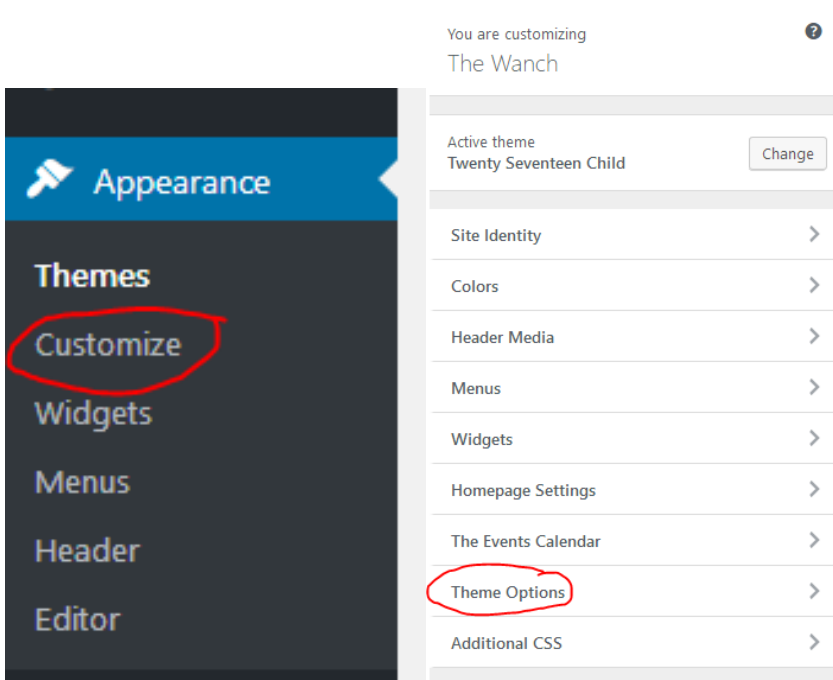 Appearance
Themes
Customize
Widgets
Menus
Header
Editor
You are customizing
The Wanch
Active theme
Twenty Seventeen Child
Change
Site Identity
Colors
Header Media
Menus
Widgets
Homepage Settings
The Events Calendar
Theme Options
Additional CSS